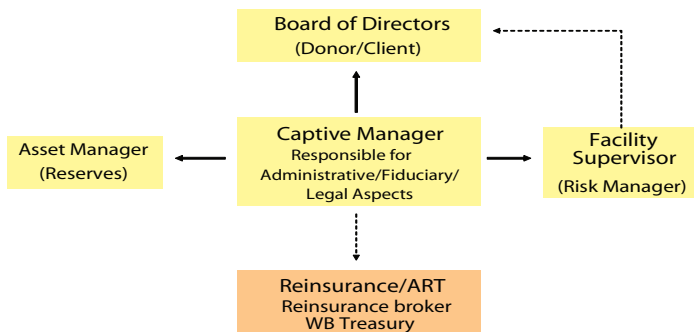 Board of Directors
(Donor/Client)
Captive Manager
Responsible for
Administrative/Fiduciary/
Legal Aspects
Asset Manager
(Reserves)
Facility
Supervisor
(Risk Manager)
Reinsurance/ART
Reinsurance broker
WB Treasury